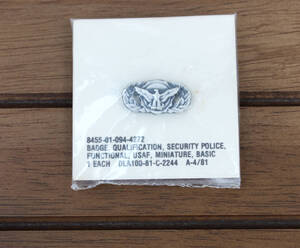 8455-01-094-4272
BADGE, QUALIFICATION, SECURITY POLICE,
FUNCTIONAL, USAF, MINIATURE, BASIC
1 EACH DLA100-81-C-2244 A-4/81